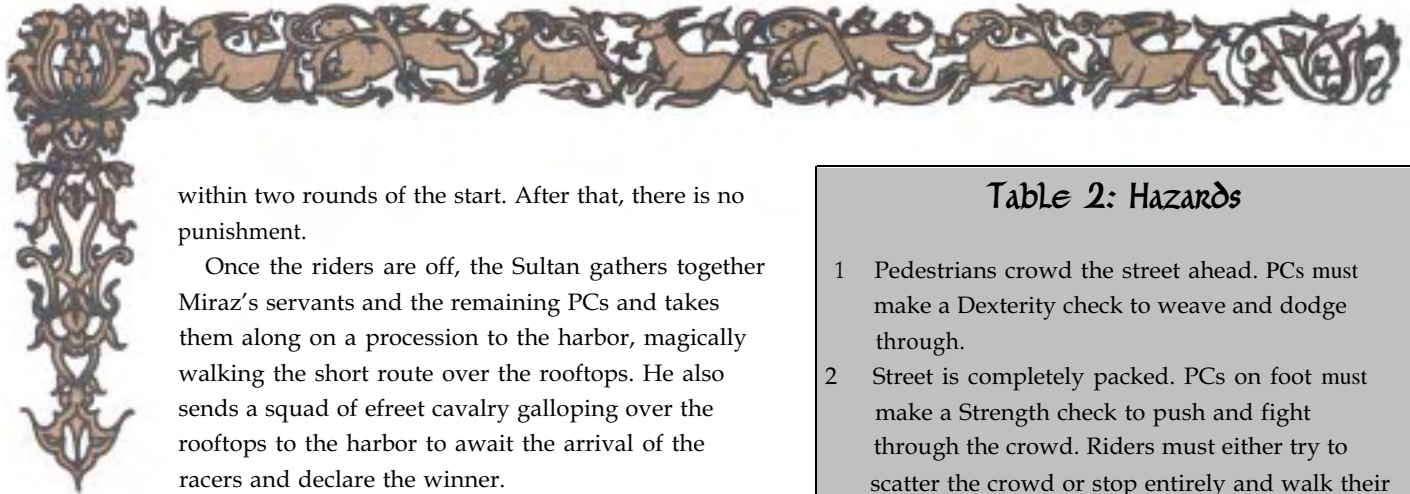 within two rounds of the start. After that, there is no
punishment.
Once the riders are off, the Sultan gathers together
Miraz’s servants and the remaining PCs and takes
them along on a procession to the harbor, magically
walking the short route over the rooftops. He also
sends a squad of efreet cavalry galloping over the
rooftops to the harbor to await the arrival of the
racers and declare the winner.
Table 2: Hazards
1 Pedestrians crowd the street ahead. PCs must
make a Dexterity check to weave and dodge
through.
2 Street is completely packed. PCs on foot must
make a Strength check to push and fight
through the crowd. Riders must either try to
scatter the crowd or stop entirely and walk their